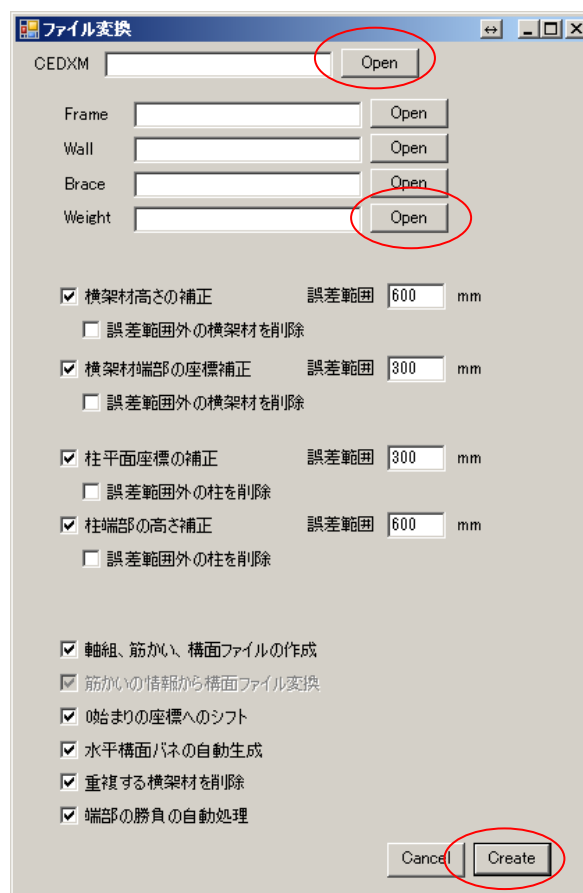 ファイル変換
CEDXM Open
Frame Open
Wall Open
Brace Open
Weight Open
横架材高さの補正 誤差範囲 600 mm
誤差範囲外の横架材を削除
横架材端部の座標補正 誤差範囲 300 mm
誤差範囲外の横架材を削除
柱平面座標の補正 誤差範囲 300 mm
誤差範囲外の柱を削除
柱端部の高さ補正 誤差範囲 600 mm
誤差範囲外の柱を削除
軸組、筋かい、構面ファイルの作成
筋かいの情報から構面ファイル変換
0始まりの座標へのシフト
水平構面バネの自動生成
重複する横架材を削除
端部の勝負の自動処理
Cancel Create